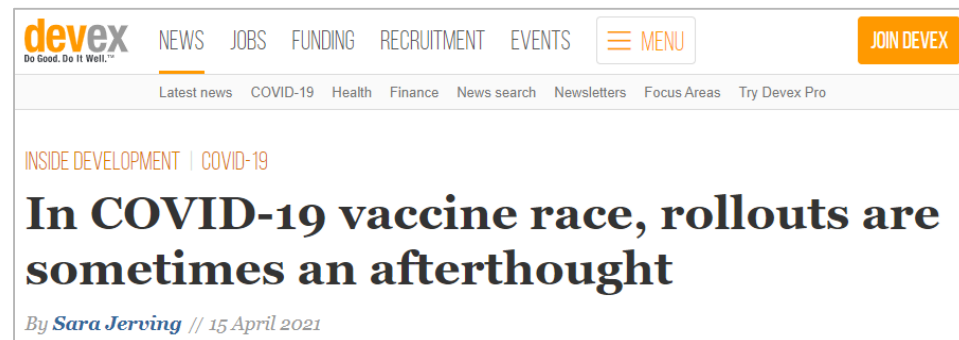 devex NEWS JOBS FUNDING RECRUITMENT EVENTS MENU JOIN DEVEX
Do Good. Do It Well.™
Latest news COVID-19 Health Finance News search Newsletters Focus Areas Try Devex Pro
INSIDE DEVELOPMENT | COVID-19
In COVID-19 vaccine race, rollouts are
sometimes an afterthought
By Sara Jerving // 15 April 2021